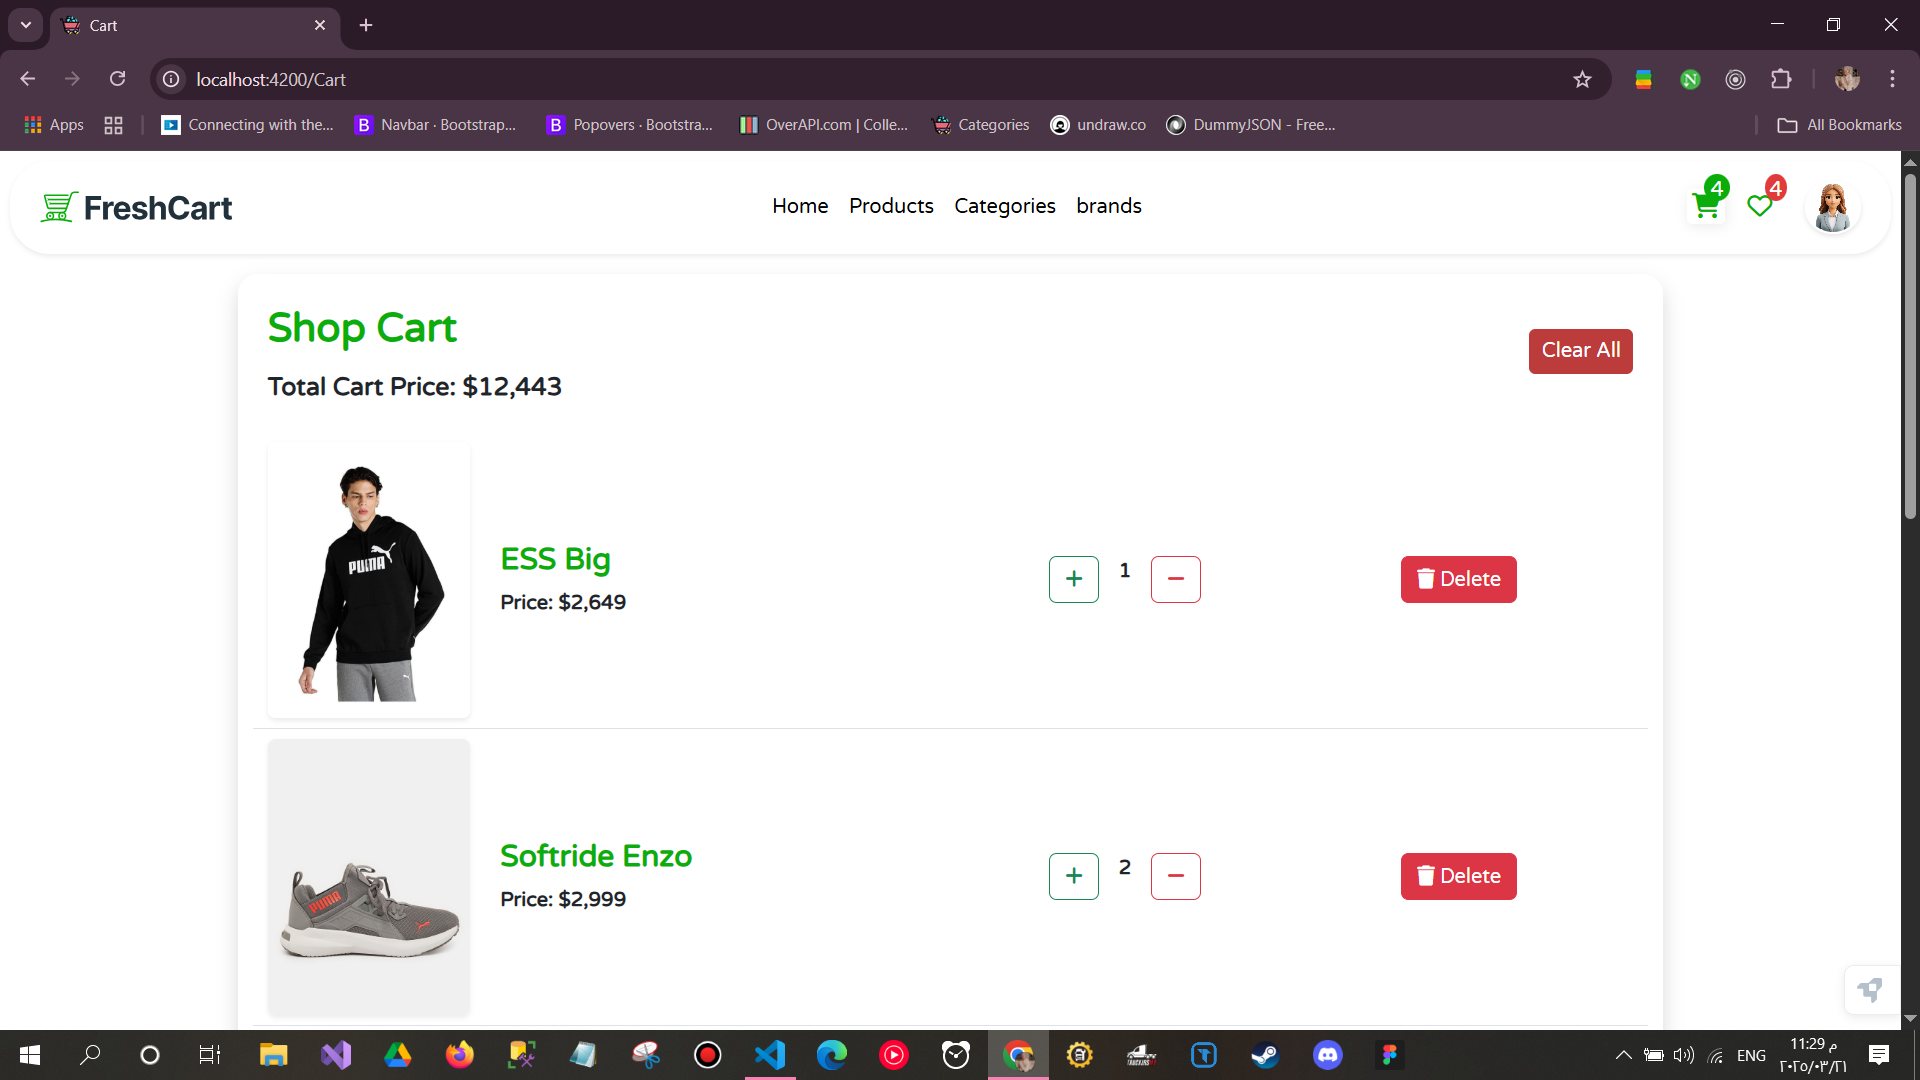 Cart
localhost:4200/Cart
Apps
Connecting with the...
Navbar · Bootstrap...
Popovers · Bootstra...
OverAPI.com | Colle...
Categories
undraw.co
DummyJSON - Free...
All Bookmarks
FreshCart
Home
Products
Categories
brands
4
4
Shop Cart
Clear All
Total Cart Price: $12,443
PUMA
ESS Big
Price: $2,649
+
1
−
Delete
PUMA
Softride Enzo
Price: $2,999
+
2
−
Delete
ENG
11:29 م
٢٠٢٥/٠٣/٢١